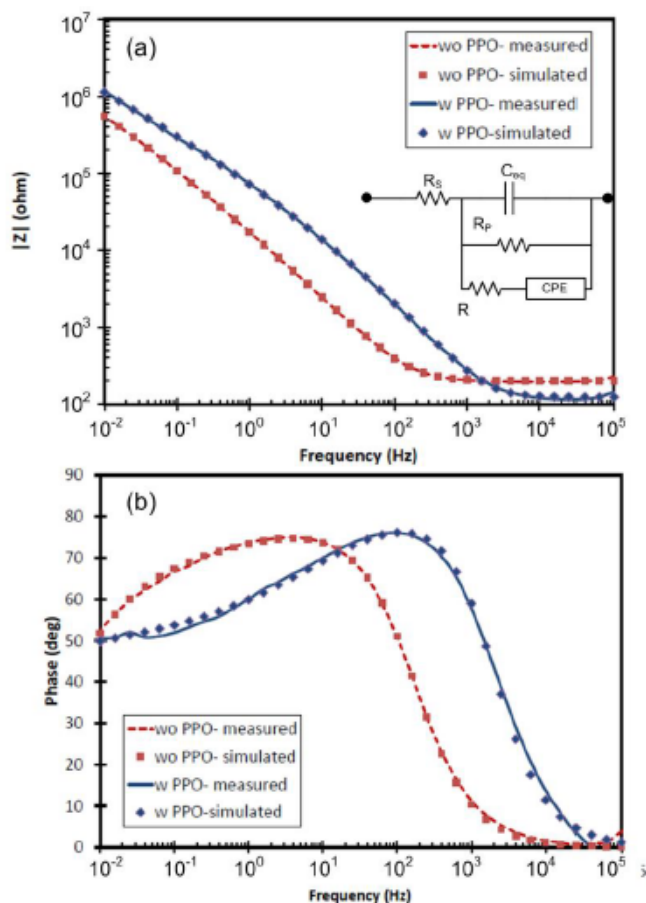 (a)
10^7
10^6
10^5
10^4
10^3
10^2
|Z| (ohm)
wo PPO- measured
wo PPO- simulated
w PPO- measured
w PPO-simulated
R_S
C_eq
R_P
R
CPE
10^-2 10^-1 10^0 10^1 10^2 10^3 10^4 10^5
Frequency (Hz)
(b)
90
80
70
60
50
40
30
20
10
0
Phase (deg)
wo PPO- measured
wo PPO- simulated
w PPO- measured
w PPO-simulated
10^-2 10^-1 10^0 10^1 10^2 10^3 10^4 10^5
Frequency (Hz)